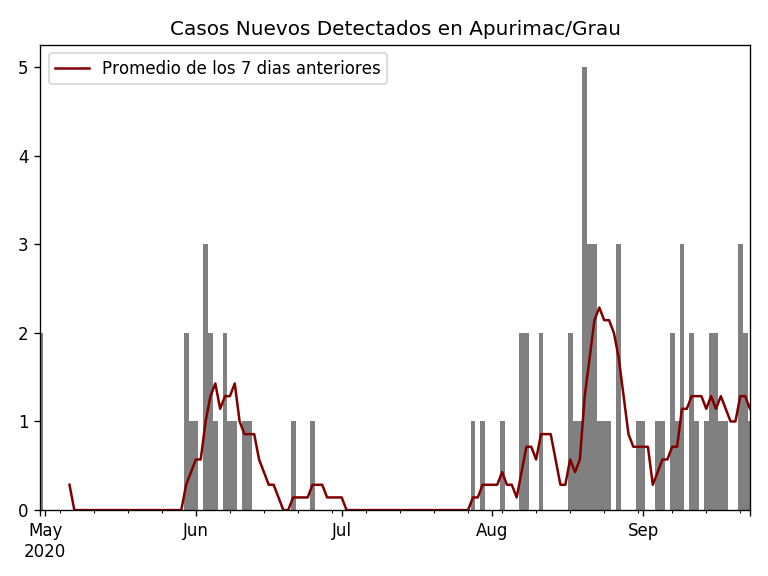 Casos Nuevos Detectados en Apurimac/Grau
Promedio de los 7 dias anteriores
5
4
3
2
1
0
May Jun Jul Aug Sep
2020